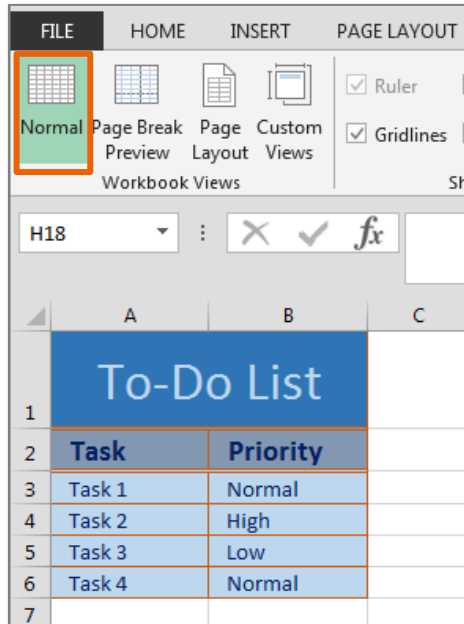 FILE HOME INSERT PAGE LAYOUT
Normal Page Break Page Custom Ruler
Preview Layout Views Gridlines
Workbook Views Sh
H18 fx
A B C
1 To-Do List
2 Task Priority
3 Task 1 Normal
4 Task 2 High
5 Task 3 Low
6 Task 4 Normal
7